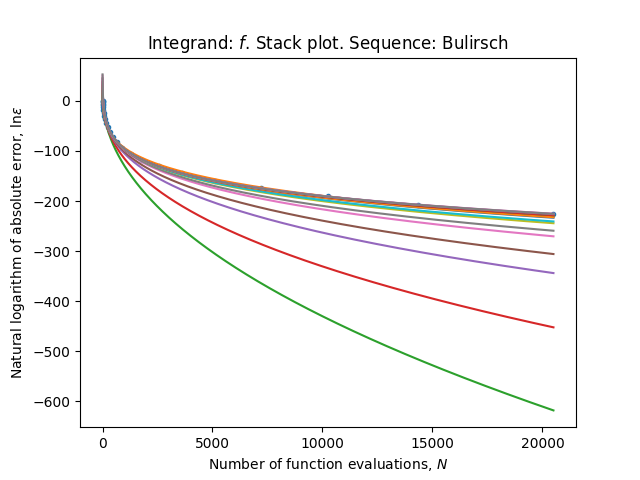 Integrand: f. Stack plot. Sequence: Bulirsch
Natural logarithm of absolute error, lnε
0
−100
−200
−300
−400
−500
−600
0 5000 10000 15000 20000
Number of function evaluations, N